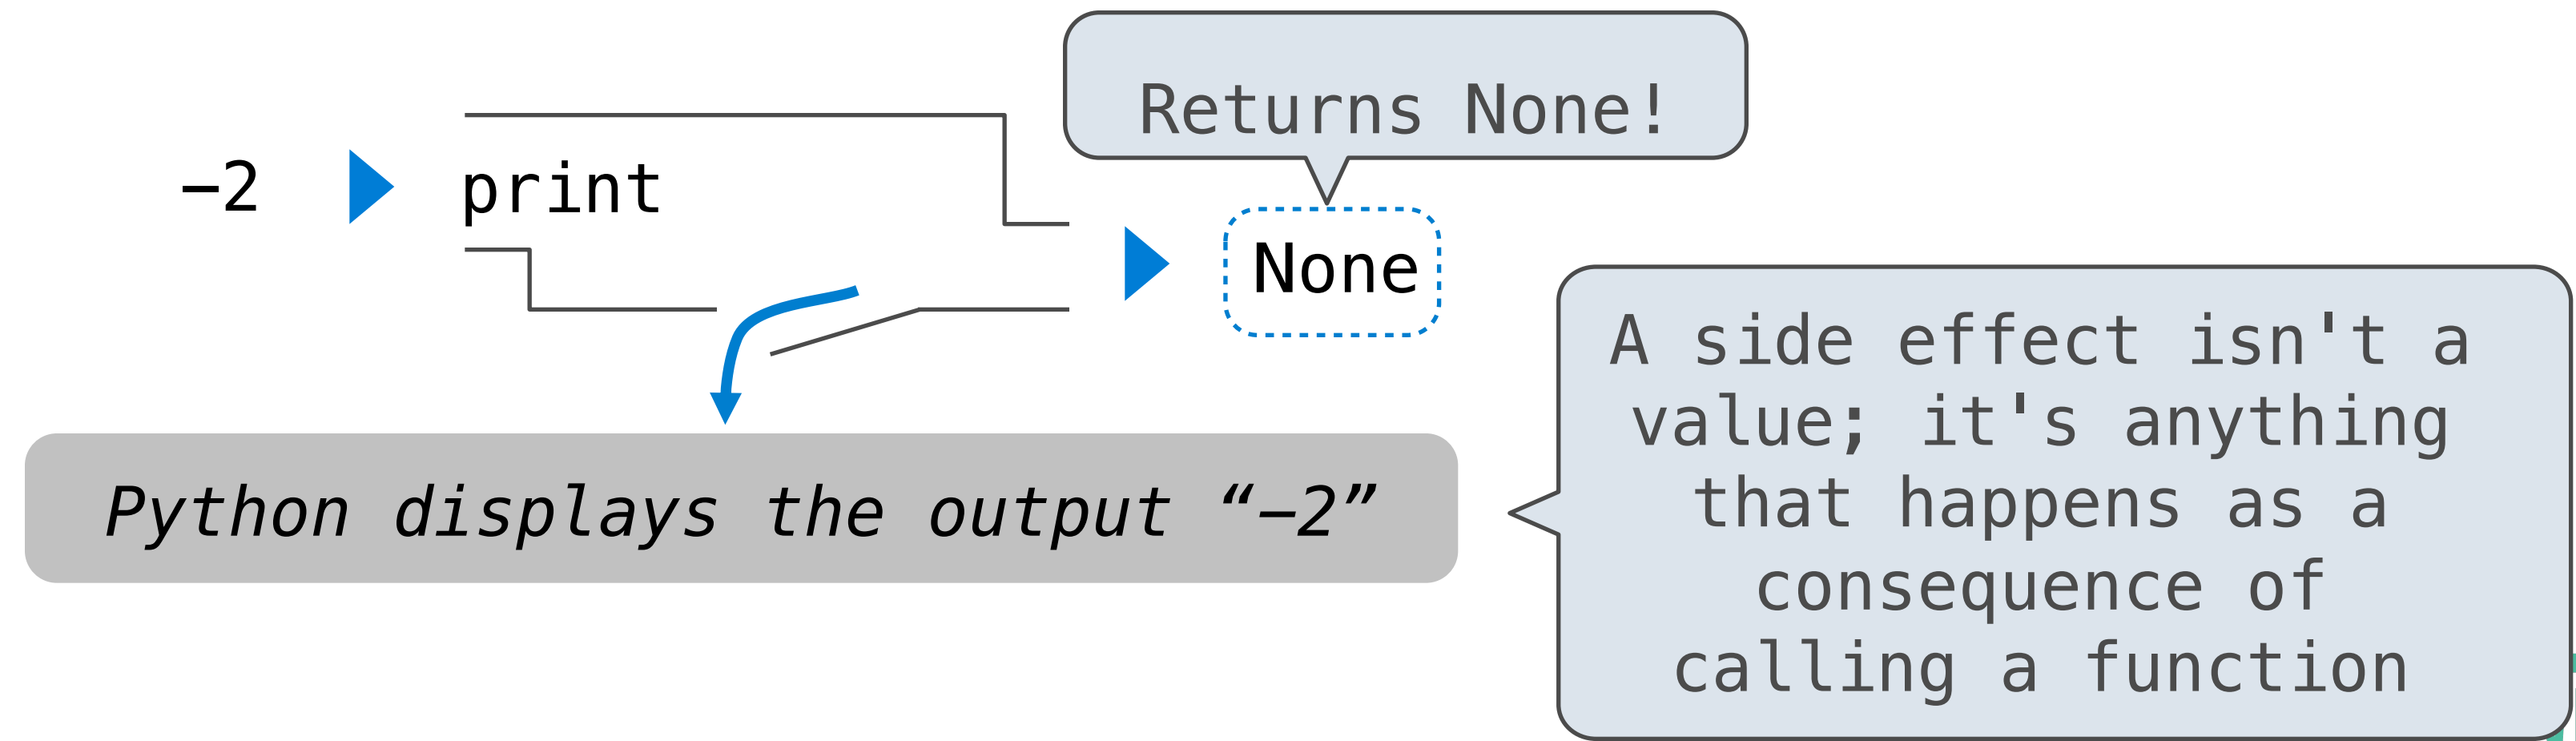 Returns None!
−2 print
None
A side effect isn't a
value; it's anything
that happens as a
consequence of
calling a function
Python displays the output “−2”